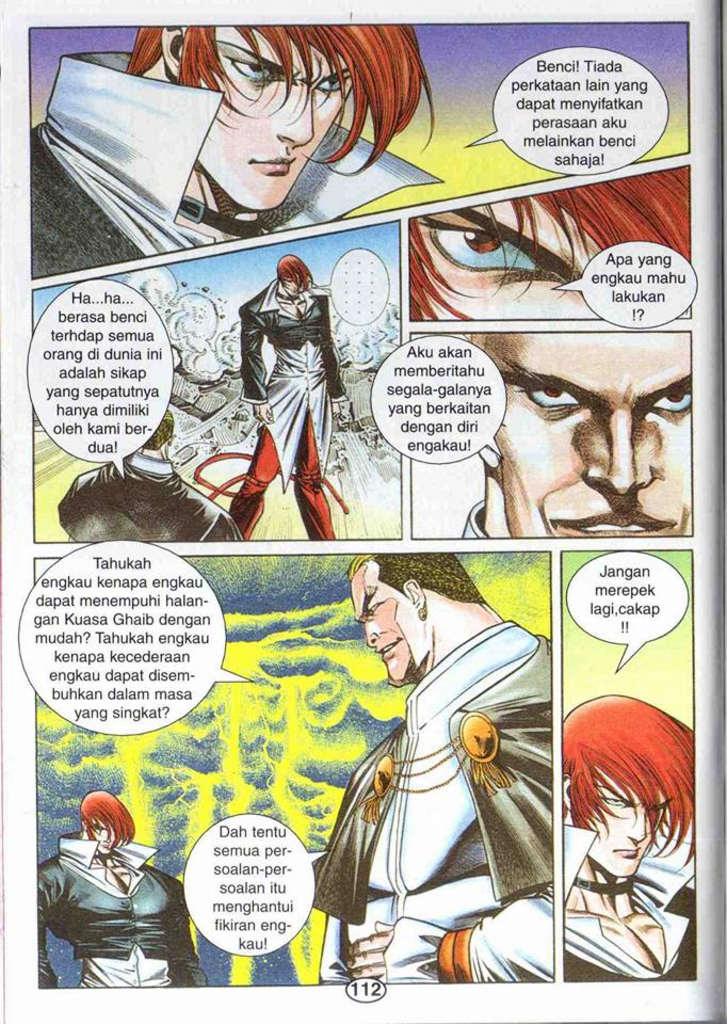 Benci! Tiada
perkataan lain yang
dapat menyifatkan
perasaan aku
melainkan benci
sahaja!
Apa yang
engkau mahu
lakukan
!?
Ha...ha...
berasa benci
terhdap semua
orang di dunia ini
adalah sikap
yang sepatutnya
hanya dimiliki
oleh kami ber-
dua!
Aku akan
memberitahu
segala-galanya
yang berkaitan
dengan diri
engakau!
Tahukah
engkau kenapa engkau
dapat menempuhi halan-
gan Kuasa Ghaib dengan
mudah? Tahukah engkau
kenapa kecederaan
engkau dapat disem-
buhkan dalam masa
yang singkat?
Dah tentu
semua per-
soalan-per-
soalan itu
menghantui
fikiran eng-
kau!
Jangan
merepek
lagi,cakap
!!
112